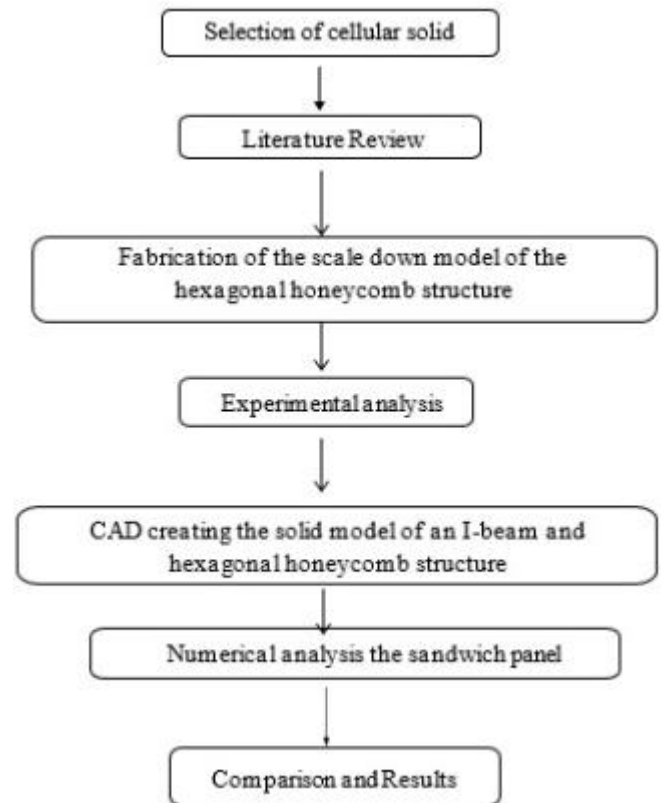 Selection of cellular solid
Literature Review
Fabrication of the scale down model of the
hexagonal honeycomb structure
Experimental analysis
CAD creating the solid model of an I-beam and
hexagonal honeycomb structure
Numerical analysis the sandwich panel
Comparison and Results